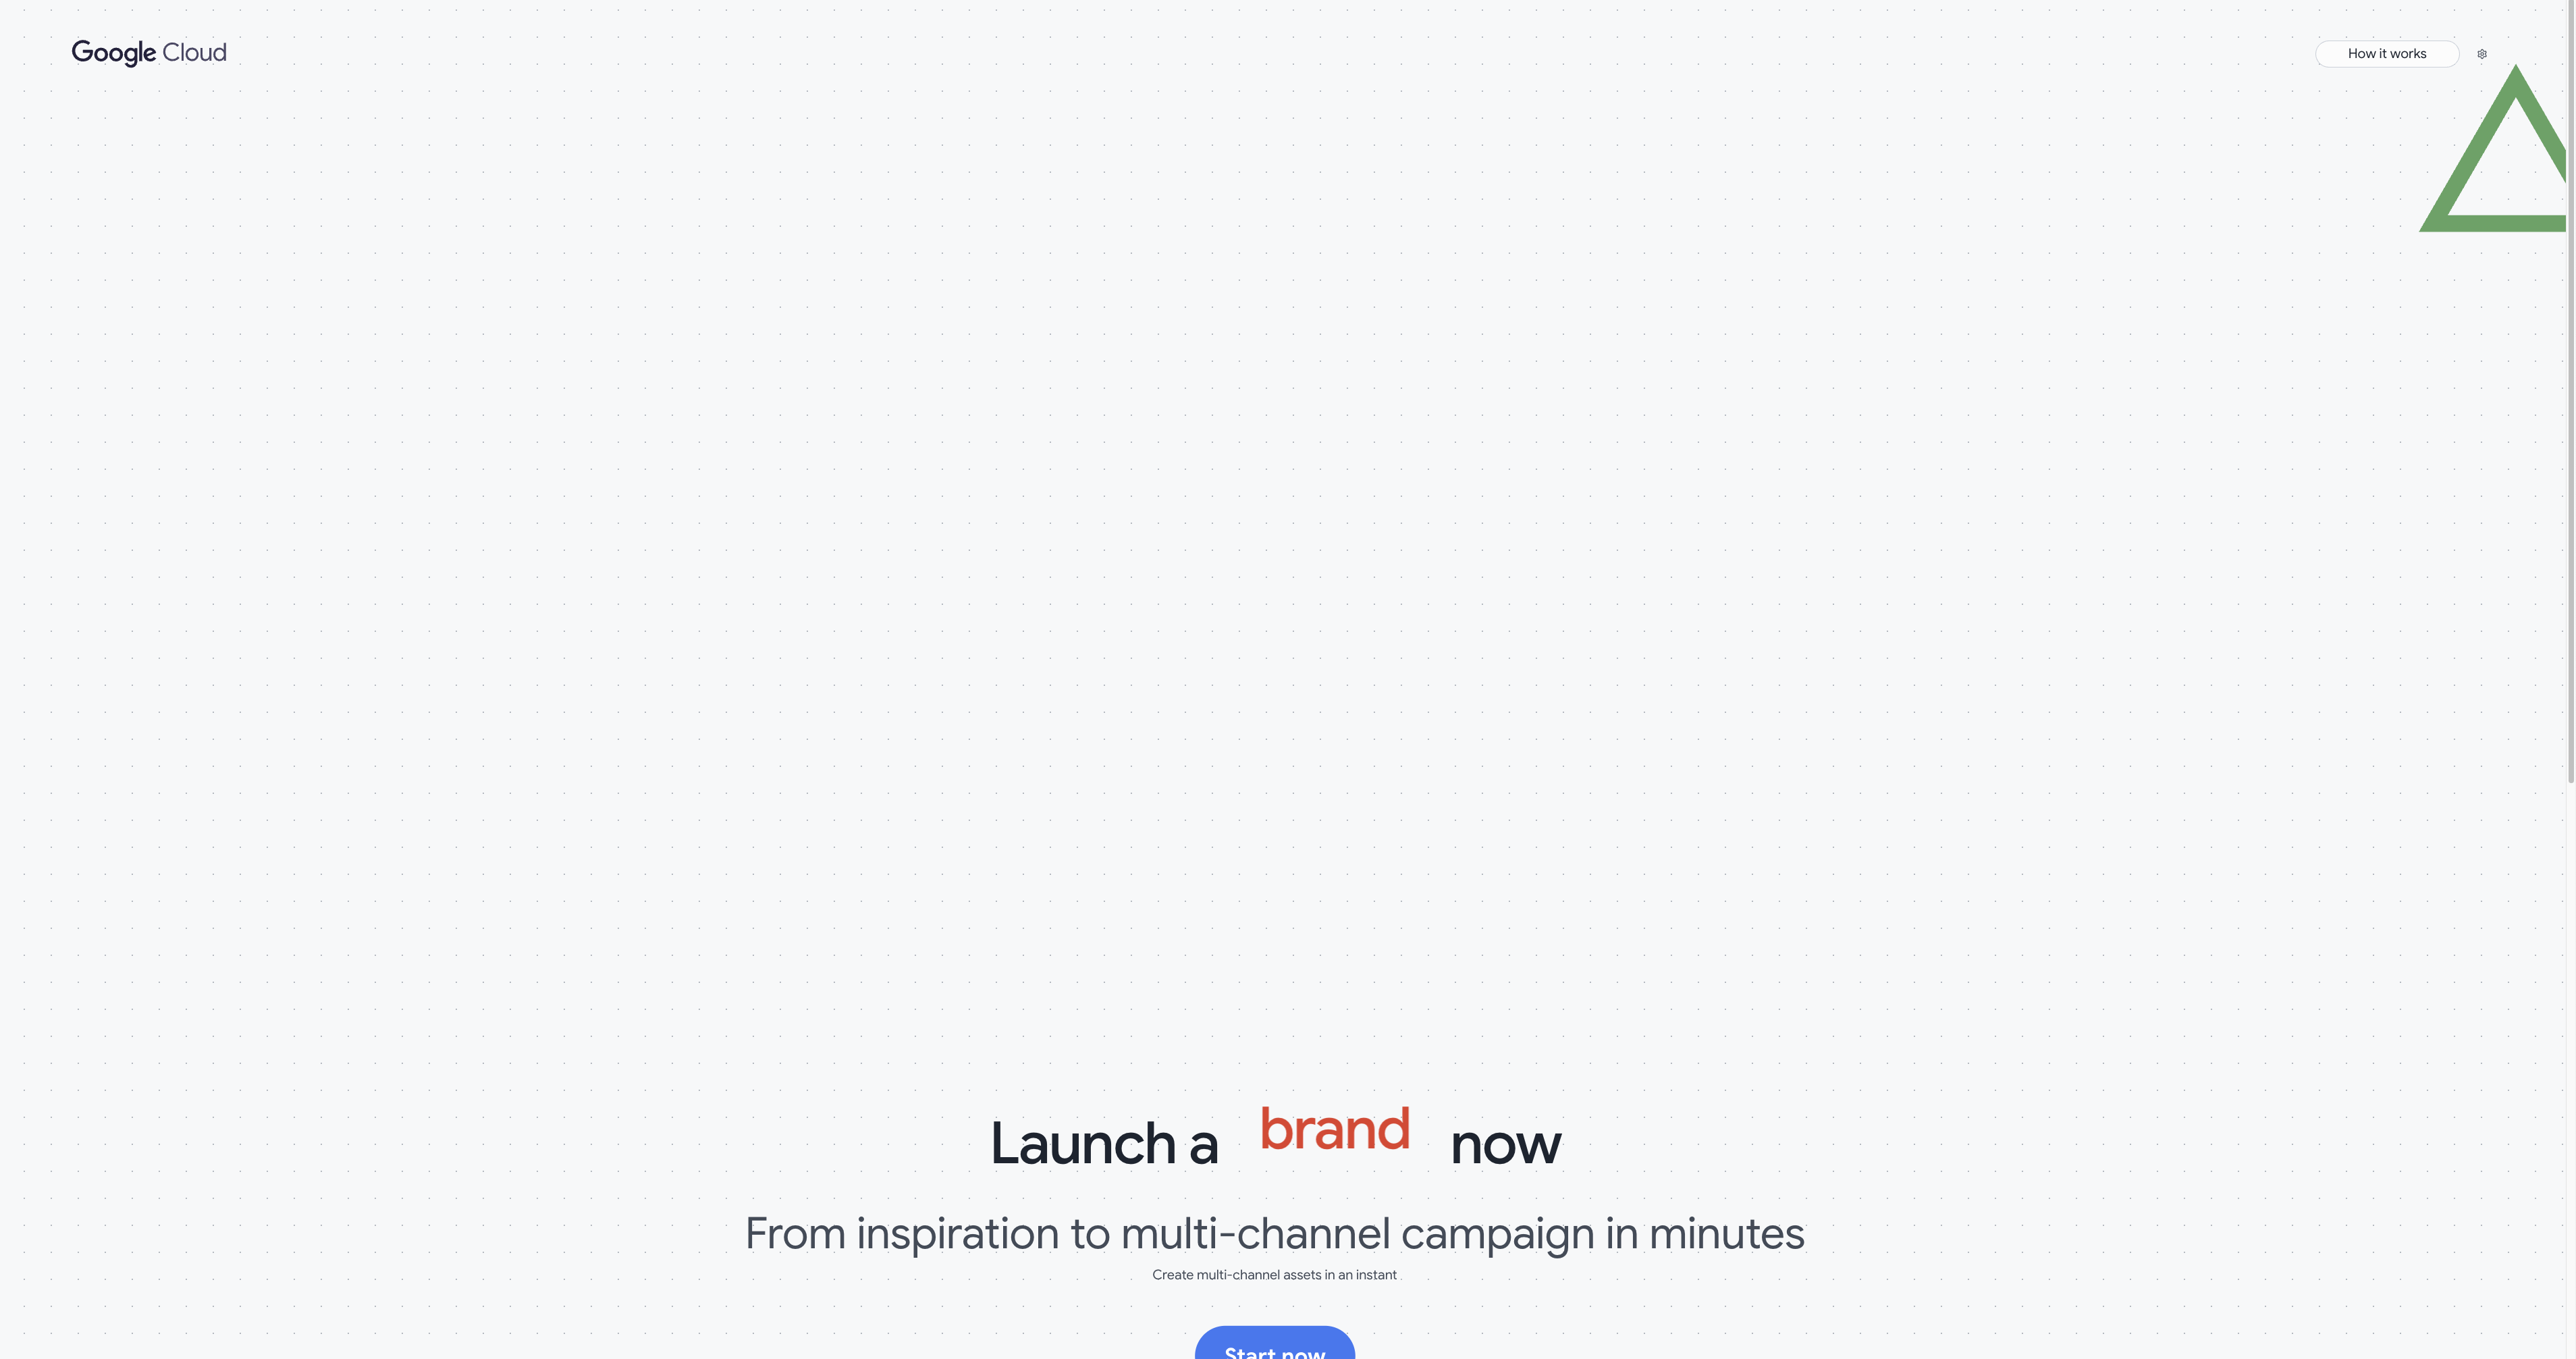 Google Cloud
How it works
Launch a brand now
From inspiration to multi-channel campaign in minutes
Create multi-channel assets in an instant
Start now